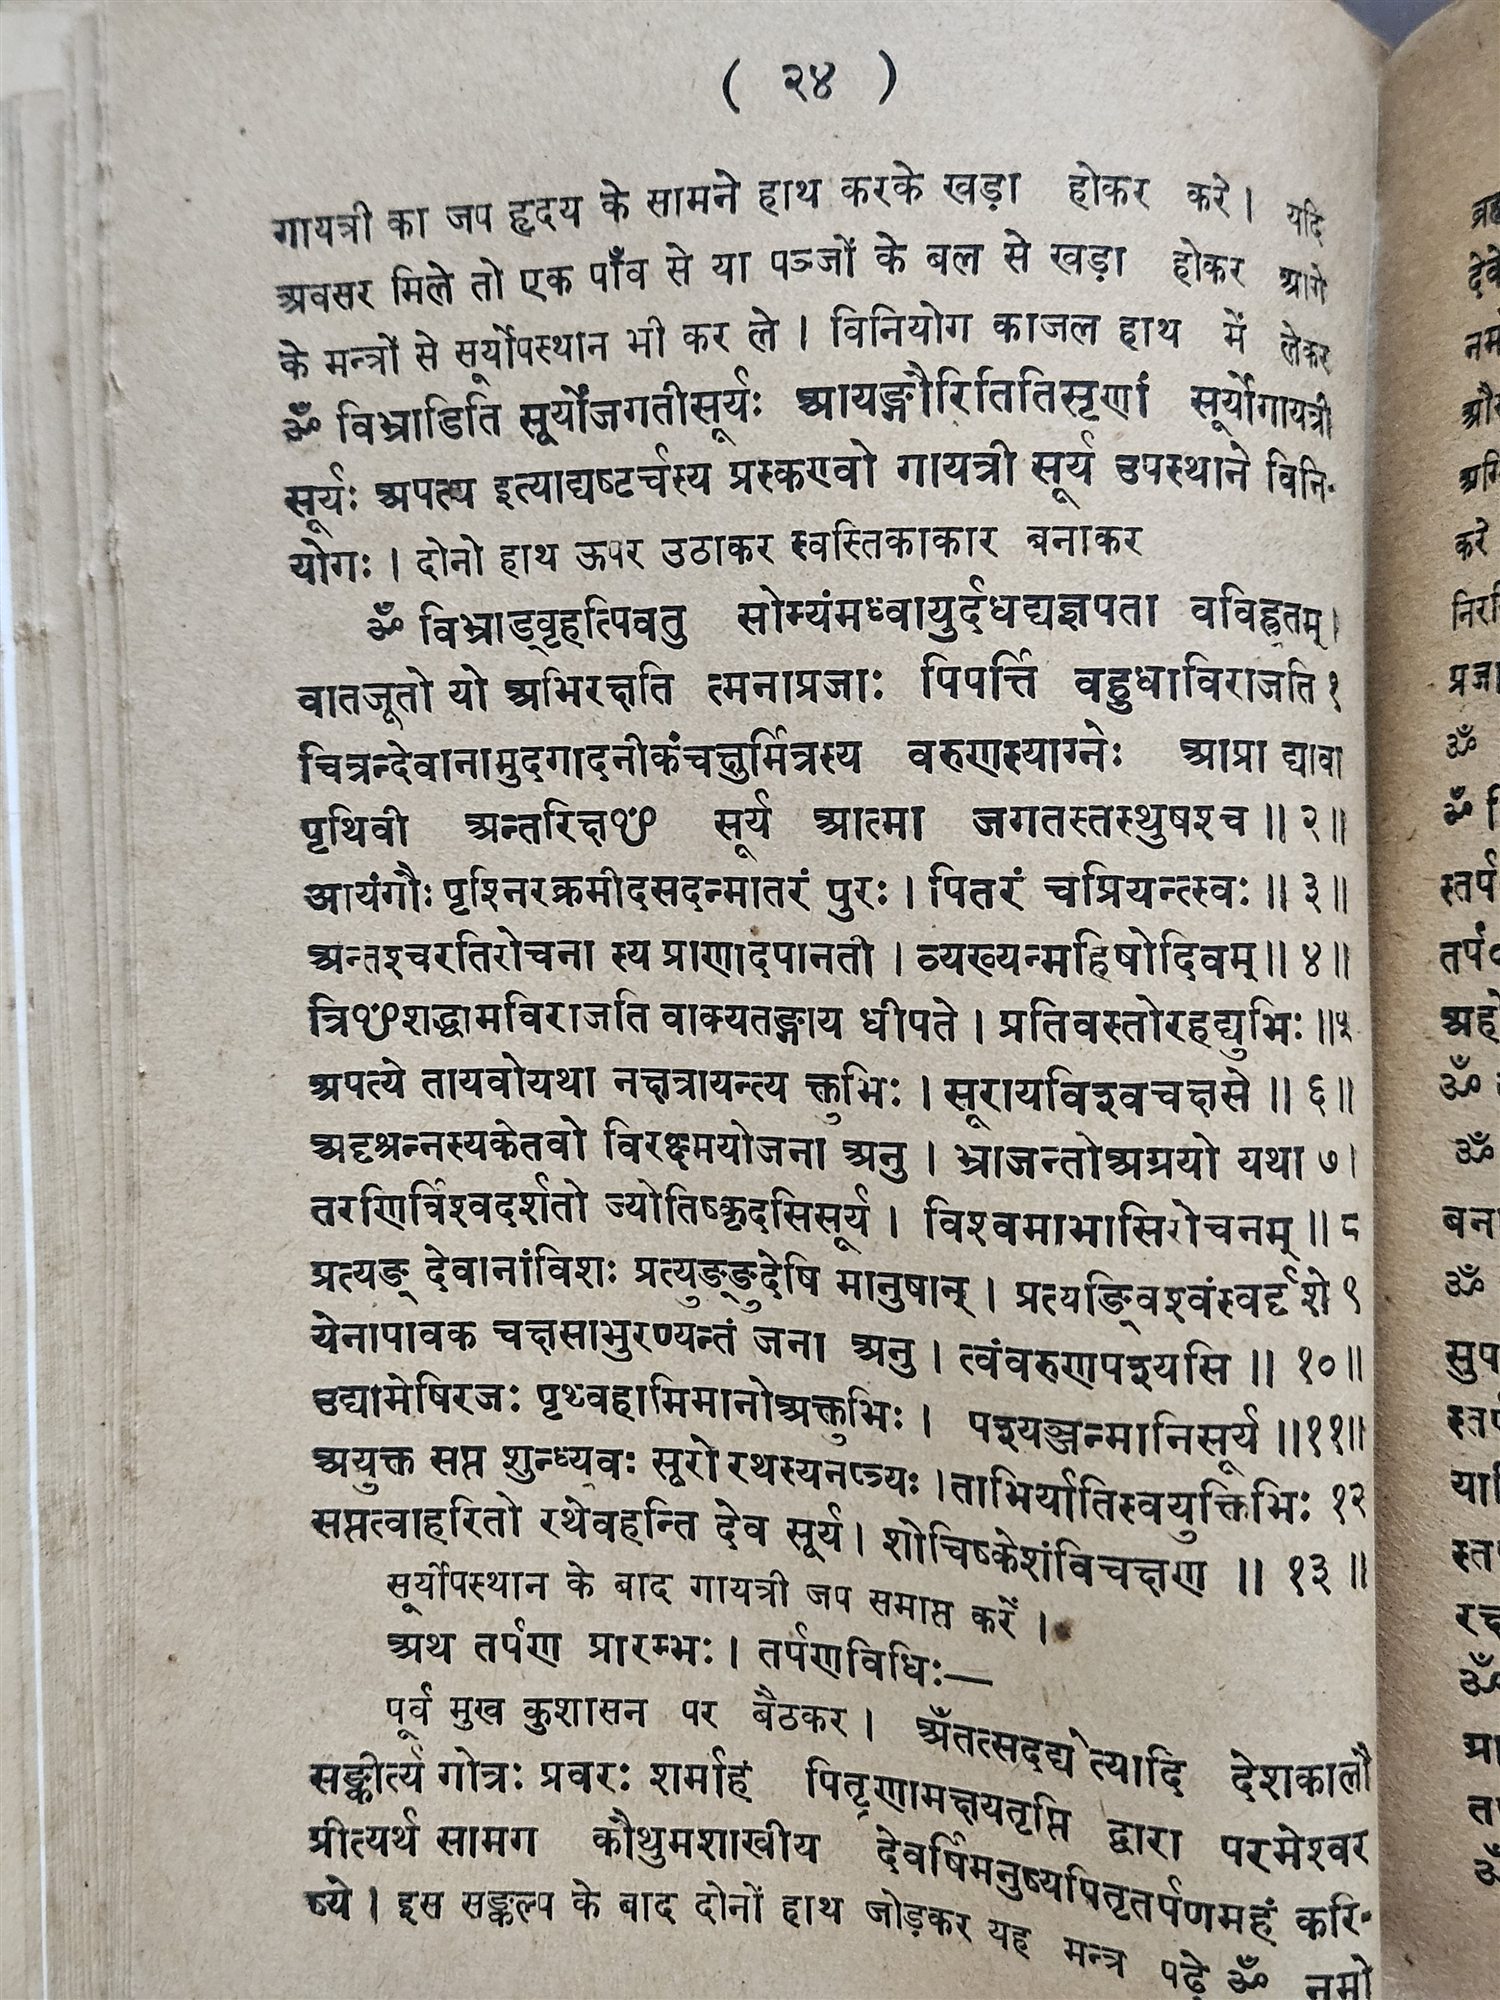 ( २४ )
गायत्री का जप हृदय के सामने हाथ करके खड़ा होकर करे। यदि
अवसर मिले तो एक पाँव से या पञ्जों के बल से खड़ा होकर आगे
के मन्त्रों से सूर्योपस्थान भी कर ले । विनियोग काजल हाथ में लेकर
ॐ विभ्राडिति सूर्योंजगतीसूर्यः आयङ्गौरितितिसृणां सूर्योगायत्री
सूर्यः अपत्य इत्याद्यष्टर्चस्य प्रस्कण्वो गायत्री सूर्य उपस्थाने विनि-
योगः । दोनो हाथ ऊपर उठाकर स्वस्तिकाकार बनाकर
ॐ विभ्राड्वृहत्पिवतु सोम्यंमध्वायुर्दधद्यज्ञपता वविह्रुतम्।
वातजूतो यो अभिरक्षति त्मनाप्रजाः पिपर्त्ति वहुधाविराजति १
चित्रन्देवानामुदगादनीकंचक्षुर्मित्रस्य वरुणस्याग्नेः आप्रा द्यावा
पृथिवी अन्तरिक्षꣳ सूर्य आत्मा जगतस्तस्थुषश्च ॥ २ ॥
आयंगौः पृश्निरक्रमीदसदन्मातरं पुरः । पितरं चप्रियन्त्स्वः ॥ ३ ॥
अन्तश्चरतिरोचना स्य प्राणादपानती । व्यख्यन्महिषोदिवम् ॥ ४ ॥
त्रिꣳशद्धामविराजति वाक्यतङ्गाय धीपते । प्रतिवस्तोरहद्युभिः ॥५
अपत्ये तायवोयथा नक्षत्रायन्त्य क्तुभिः । सूरायविश्वचक्षसे ॥ ६ ॥
अदृश्रन्नस्यकेतवो विरश्मयोजना अनु । भ्राजन्तोअग्रयो यथा ७ ।
तरणिर्विश्वदर्शतो ज्योतिष्कृदसिसूर्य । विश्वमाभासिरोचनम् ॥ ८
प्रत्यङ् देवानांविशः प्रत्युङ्ङुदेषि मानुषान् । प्रत्यङि्वश्वंस्वर्दृशे ९
येनापावक चक्षसाभुरण्यन्तं जना अनु । त्वंवरुणपश्यसि ॥ १० ॥
उद्यामेषिरजः पृथ्वहामिमानोअक्तुभिः । पश्यञ्जन्मानिसूर्य ॥११॥
अयुक्त सप्त शुन्ध्यवः सूरो रथस्यनप्त्र्यः । ताभिर्यातिस्वयुक्तिभिः १२
सप्तत्वाहरितो रथेवहन्ति देव सूर्य । शोचिष्केशंविचक्षण ॥ १३ ॥
सूर्योपस्थान के बाद गायत्री जप समाप्त करें ।
अथ तर्पण प्रारम्भः । तर्पणविधिः—
पूर्व मुख कुशासन पर बैठकर । अँतत्सदद्ये त्यादि देशकालौ
सङ्कीर्त्य गोत्रः प्रवरः शर्माहं पितॄणामक्षयतृप्ति द्वारा परमेश्वर
प्रीत्यर्थ सामग कौथुमशाखीय देवर्षिमनुष्यपितृतर्पणमहं करि-
ष्ये । इस सङ्कल्प के बाद दोनों हाथ जोड़कर यह मन्त्र पढ़े ॐ नमो